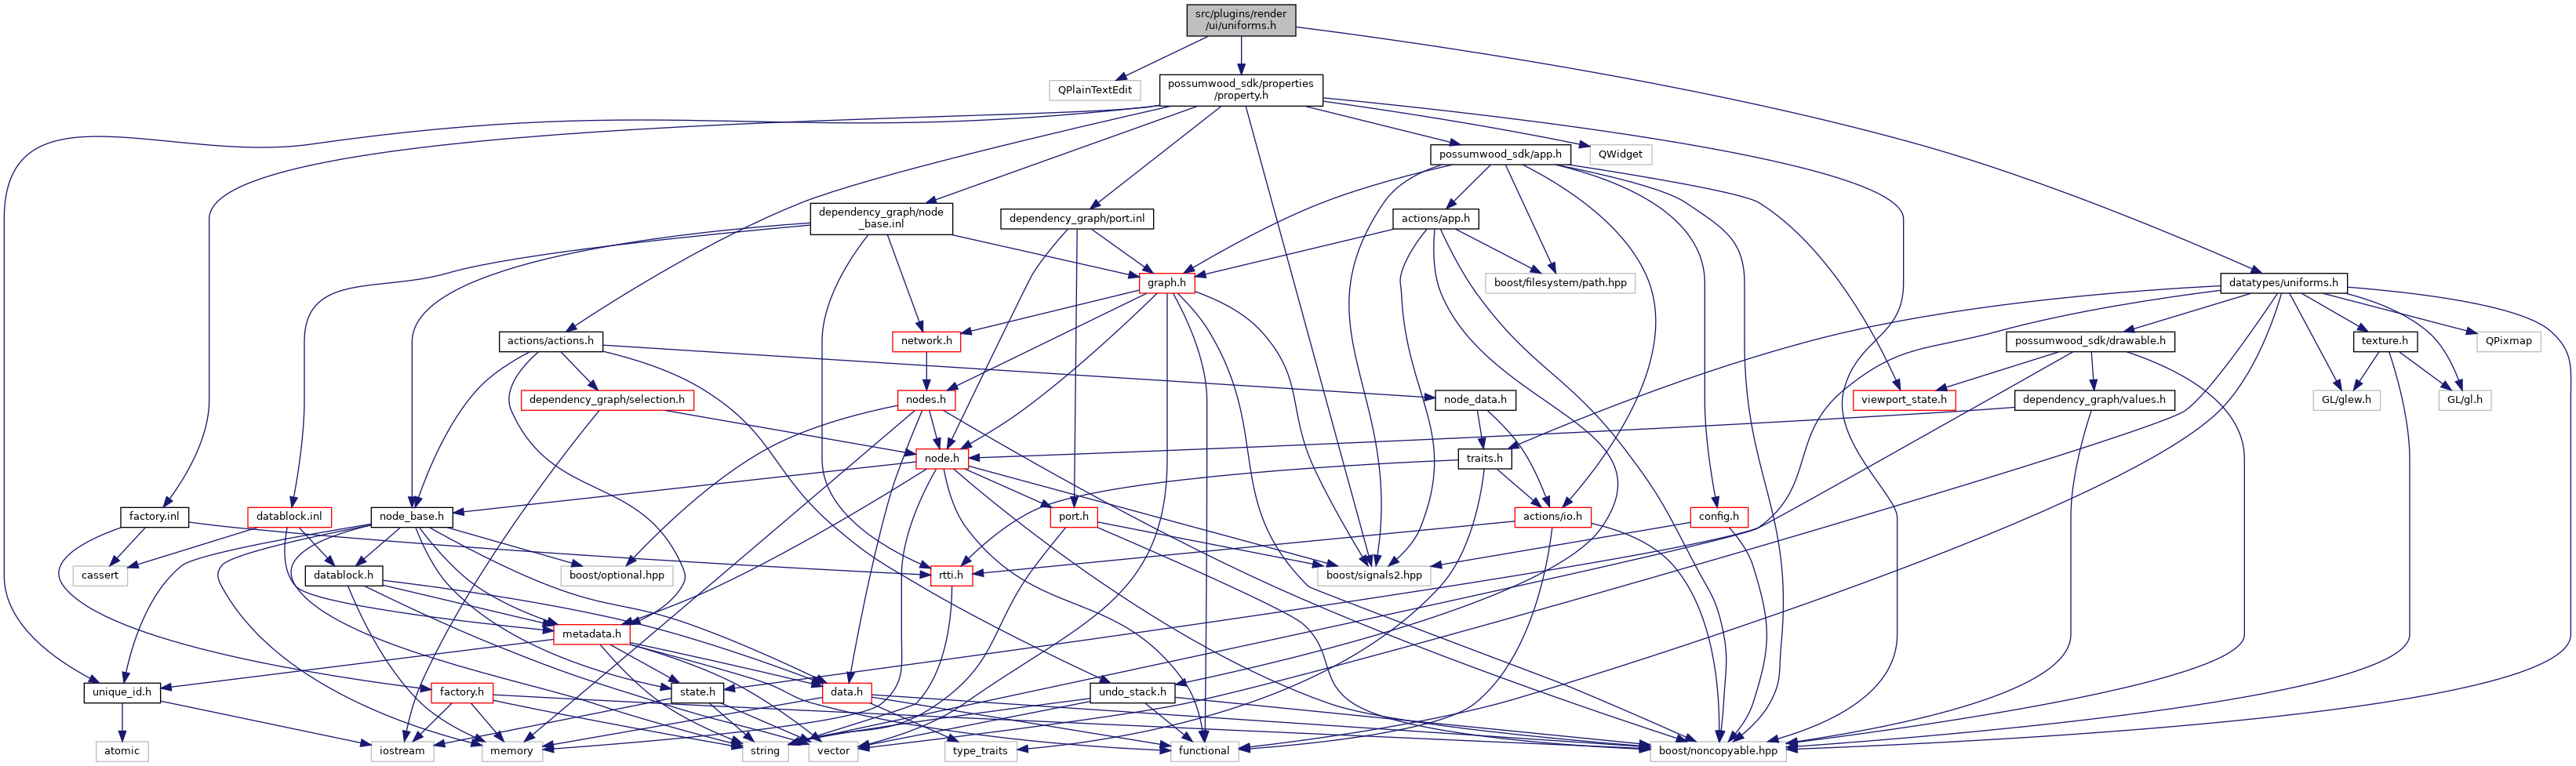 src/plugins/render
/ui/uniforms.h
QPlainTextEdit
possumwood_sdk/properties
/property.h
possumwood_sdk/app.h
QWidget
dependency_graph/node
_base.inl
dependency_graph/port.inl
actions/app.h
graph.h
boost/filesystem/path.hpp
datatypes/uniforms.h
actions/actions.h
network.h
possumwood_sdk/drawable.h
texture.h
QPixmap
dependency_graph/selection.h
nodes.h
node_data.h
viewport_state.h
dependency_graph/values.h
GL/glew.h
GL/gl.h
node.h
traits.h
factory.inl
datablock.inl
node_base.h
port.h
actions/io.h
config.h
cassert
datablock.h
boost/optional.hpp
rtti.h
boost/signals2.hpp
metadata.h
unique_id.h
factory.h
state.h
data.h
undo_stack.h
atomic
iostream
memory
string
vector
type_traits
functional
boost/noncopyable.hpp